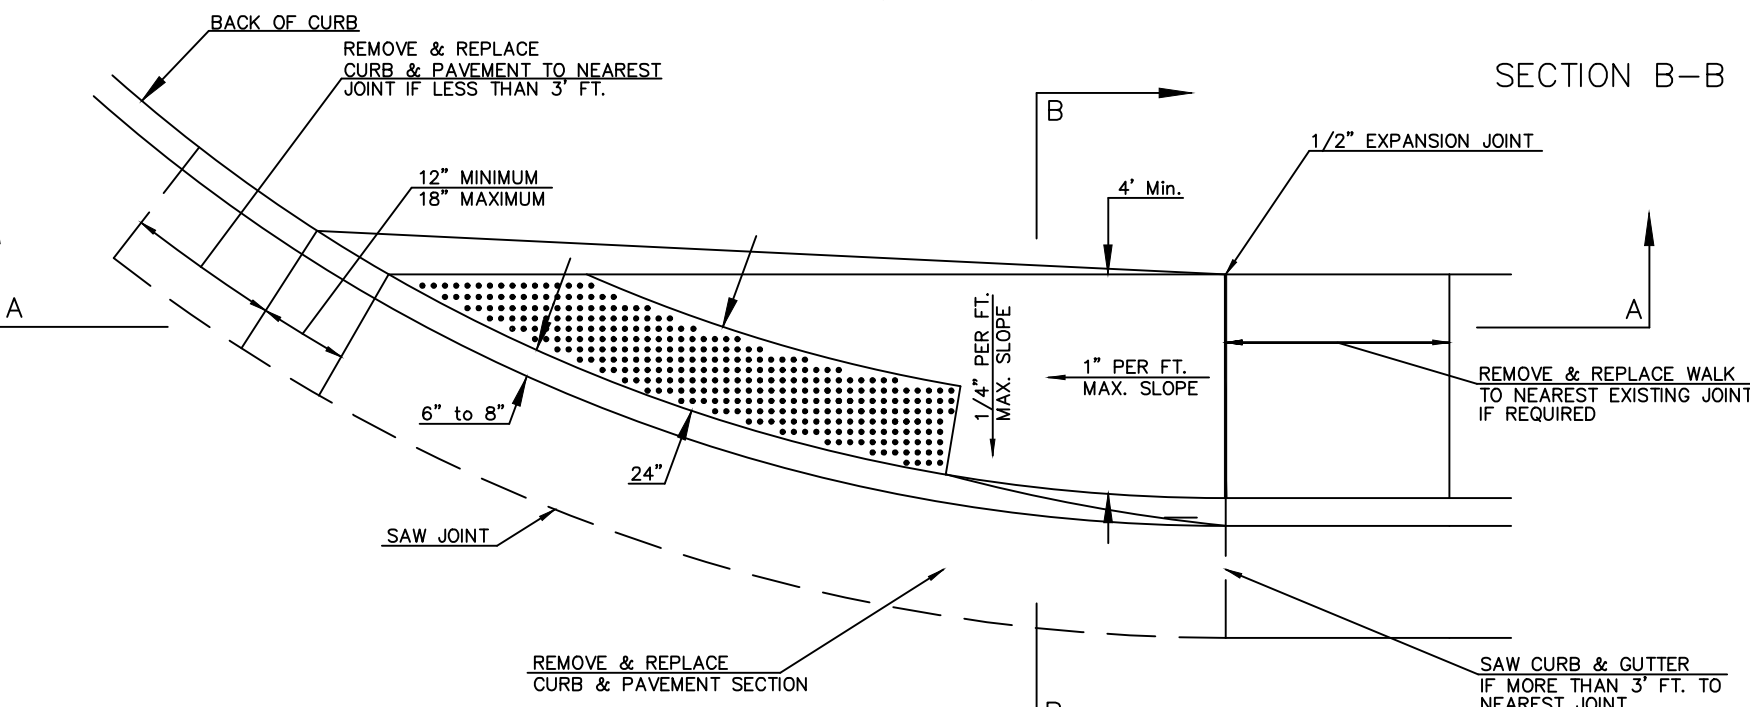 BACK OF CURB
REMOVE & REPLACE
CURB & PAVEMENT TO NEAREST
JOINT IF LESS THAN 3' FT.
SECTION B-B
B
1/2" EXPANSION JOINT
12" MINIMUM
18" MAXIMUM
4' Min.
A
A
1/4" PER FT.
MAX. SLOPE
1" PER FT.
MAX. SLOPE
REMOVE & REPLACE WALK
TO NEAREST EXISTING JOINT
IF REQUIRED
6" to 8"
24"
SAW JOINT
REMOVE & REPLACE
CURB & PAVEMENT SECTION
SAW CURB & GUTTER
IF MORE THAN 3' FT. TO
NEAREST JOINT
B